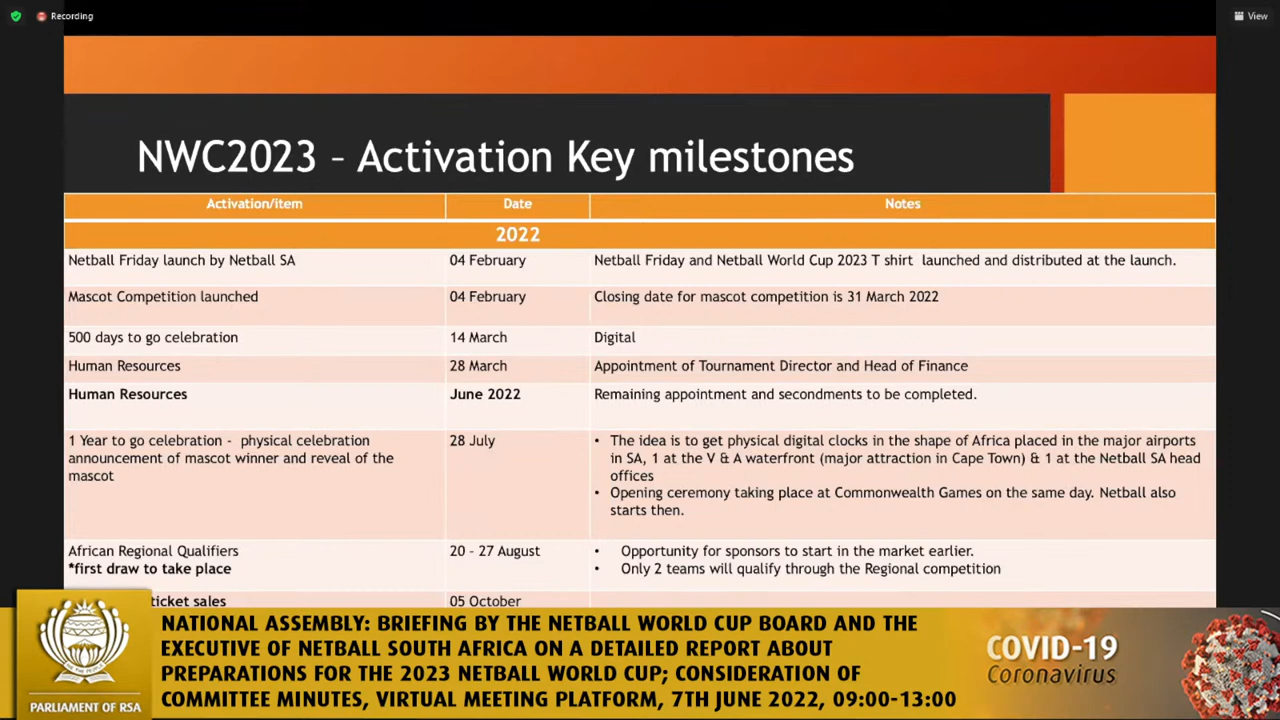 Recording
View
NWC2023 – Activation Key milestones
Activation/item Date Notes
2022
Netball Friday launch by Netball SA 04 February Netball Friday and Netball World Cup 2023 T shirt launched and distributed at the launch.
Mascot Competition launched 04 February Closing date for mascot competition is 31 March 2022
500 days to go celebration 14 March Digital
Human Resources 28 March Appointment of Tournament Director and Head of Finance
Human Resources June 2022 Remaining appointment and secondments to be completed.
1 Year to go celebration - physical celebration
announcement of mascot winner and reveal of the
mascot
28 July
• The idea is to get physical digital clocks in the shape of Africa placed in the major airports
in SA, 1 at the V & A waterfront (major attraction in Cape Town) & 1 at the Netball SA head
offices
• Opening ceremony taking place at Commonwealth Games on the same day. Netball also
starts then.
African Regional Qualifiers
*first draw to take place
20 – 27 August
• Opportunity for sponsors to start in the market earlier.
• Only 2 teams will qualify through the Regional competition
ticket sales 05 October
NATIONAL ASSEMBLY: BRIEFING BY THE NETBALL WORLD CUP BOARD AND THE
EXECUTIVE OF NETBALL SOUTH AFRICA ON A DETAILED REPORT ABOUT
PREPARATIONS FOR THE 2023 NETBALL WORLD CUP; CONSIDERATION OF
COMMITTEE MINUTES, VIRTUAL MEETING PLATFORM, 7TH JUNE 2022, 09:00-13:00
PARLIAMENT OF RSA
COVID-19
Coronavirus